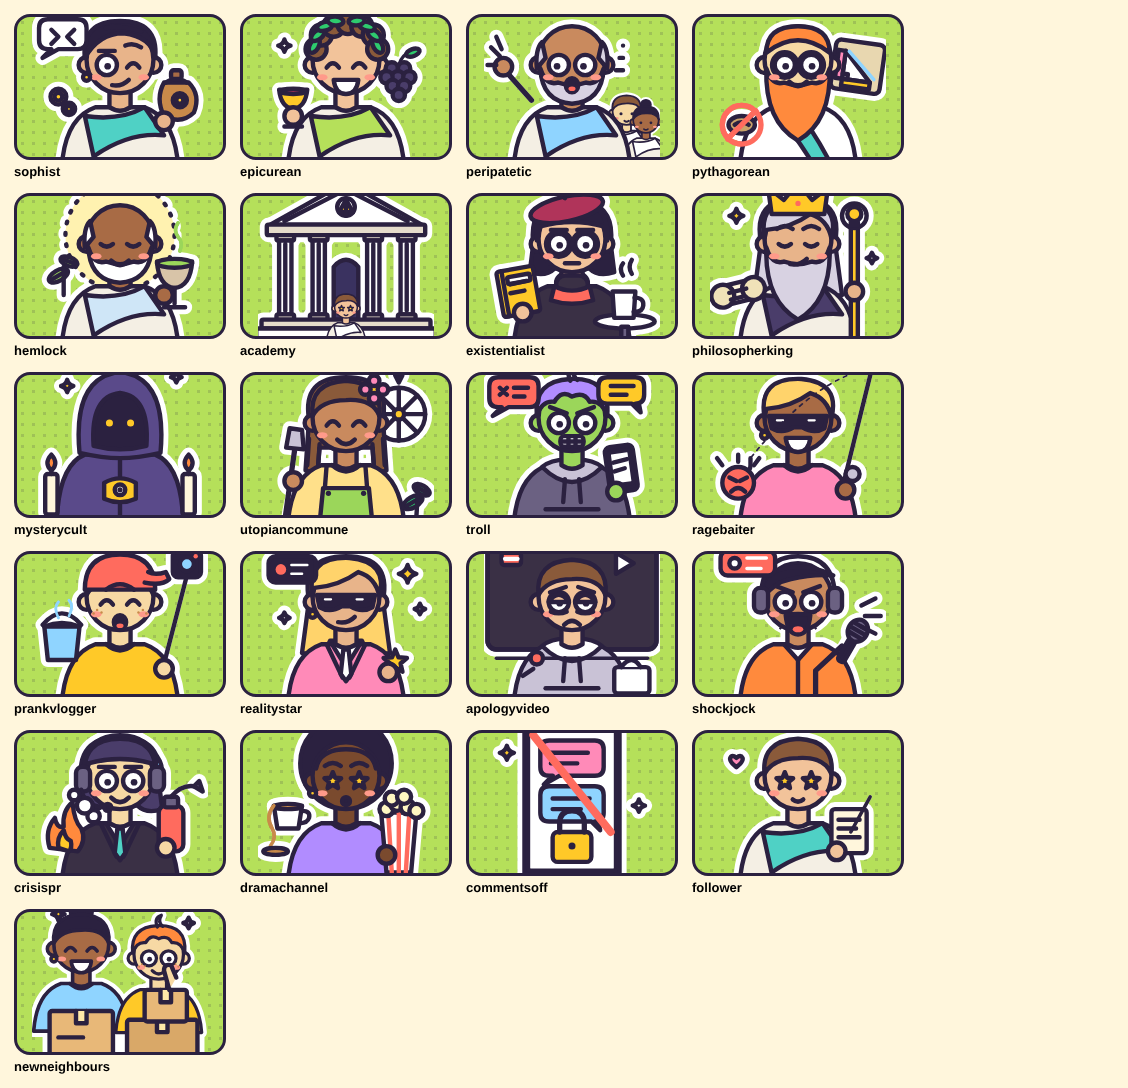 sophist
epicurean
peripatetic
pythagorean
hemlock
academy
existentialist
philosopherking
mysterycult
utopiancommune
troll
ragebaiter
prankvlogger
realitystar
apologyvideo
shockjock
crisispr
dramachannel
commentsoff
follower
newneighbours